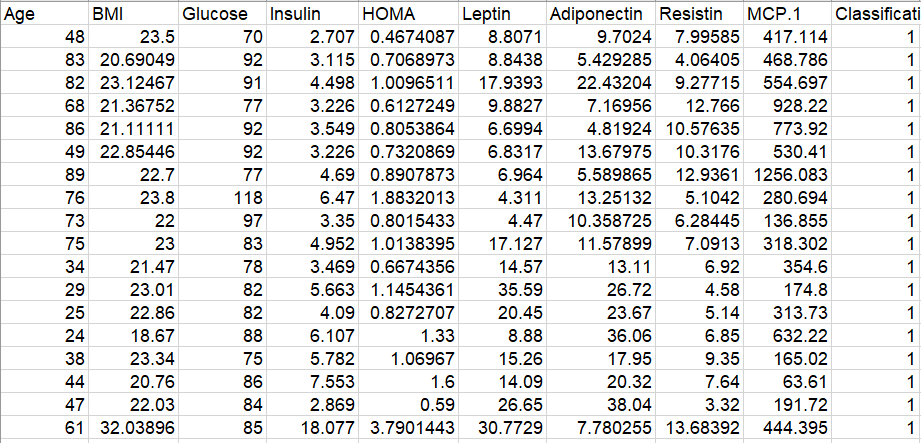 Age BMI Glucose Insulin HOMA Leptin Adiponectin Resistin MCP.1 Classificati
48 23.5 70 2.707 0.4674087 8.8071 9.7024 7.99585 417.114 1
83 20.69049 92 3.115 0.7068973 8.8438 5.429285 4.06405 468.786 1
82 23.12467 91 4.498 1.0096511 17.9393 22.43204 9.27715 554.697 1
68 21.36752 77 3.226 0.6127249 9.8827 7.16956 12.766 928.22 1
86 21.11111 92 3.549 0.8053864 6.6994 4.81924 10.57635 773.92 1
49 22.85446 92 3.226 0.7320869 6.8317 13.67975 10.3176 530.41 1
89 22.7 77 4.69 0.8907873 6.964 5.589865 12.9361 1256.083 1
76 23.8 118 6.47 1.8832013 4.311 13.25132 5.1042 280.694 1
73 22 97 3.35 0.8015433 4.47 10.358725 6.28445 136.855 1
75 23 83 4.952 1.0138395 17.127 11.57899 7.0913 318.302 1
34 21.47 78 3.469 0.6674356 14.57 13.11 6.92 354.6 1
29 23.01 82 5.663 1.1454361 35.59 26.72 4.58 174.8 1
25 22.86 82 4.09 0.8272707 20.45 23.67 5.14 313.73 1
24 18.67 88 6.107 1.33 8.88 36.06 6.85 632.22 1
38 23.34 75 5.782 1.06967 15.26 17.95 9.35 165.02 1
44 20.76 86 7.553 1.6 14.09 20.32 7.64 63.61 1
47 22.03 84 2.869 0.59 26.65 38.04 3.32 191.72 1
61 32.03896 85 18.077 3.7901443 30.7729 7.780255 13.68392 444.395 1